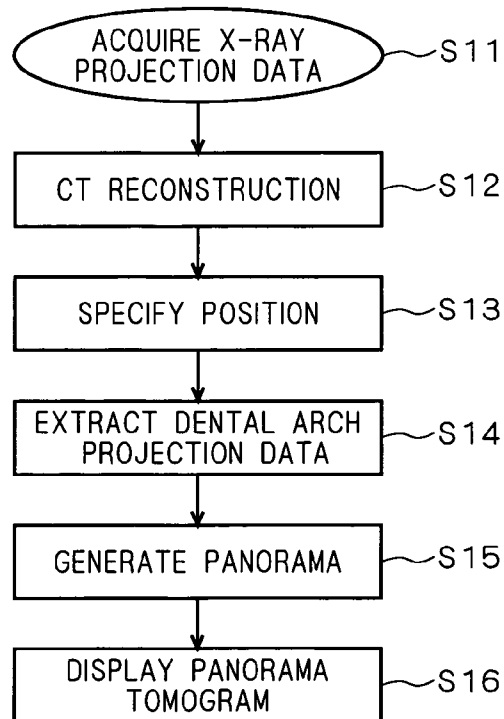 ACQUIRE X-RAY
PROJECTION DATA
S11
CT RECONSTRUCTION
S12
SPECIFY POSITION
S13
EXTRACT DENTAL ARCH
PROJECTION DATA
S14
GENERATE PANORAMA
S15
DISPLAY PANORAMA
TOMOGRAM
S16